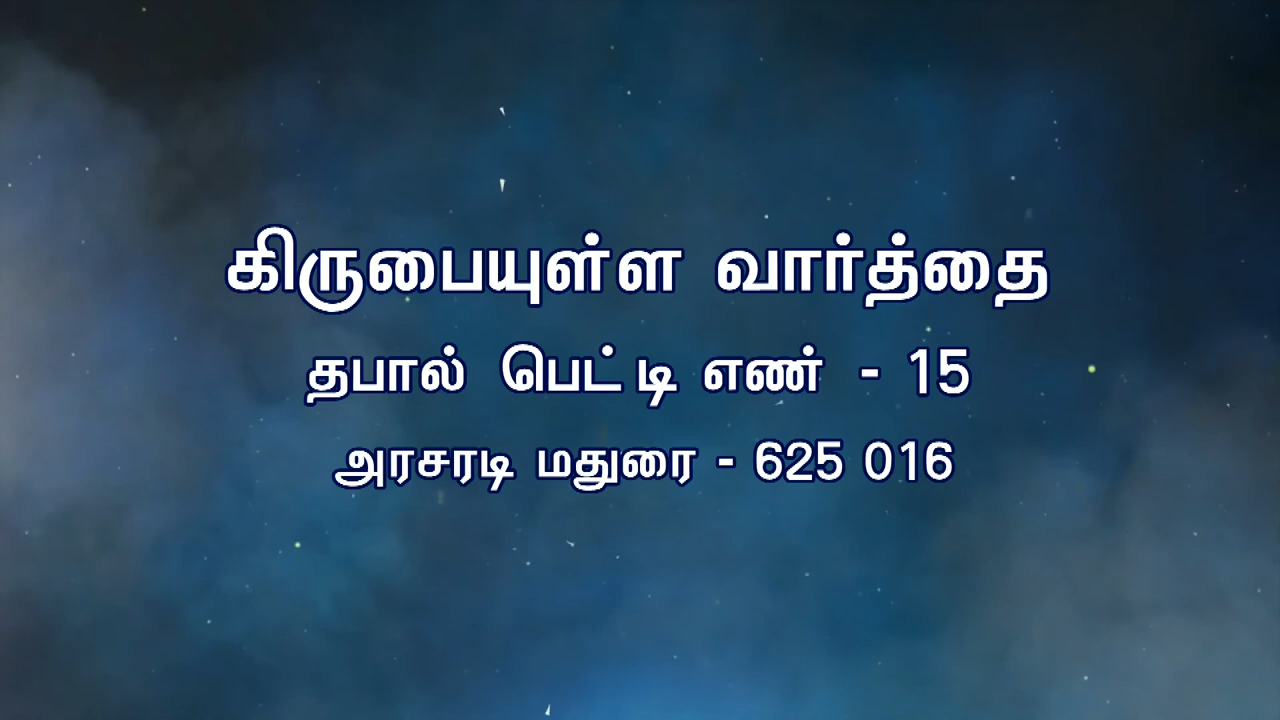 கிருபையுள்ள வார்த்தை
தபால் பெட்டி எண் - 15
அரசரடி மதுரை - 625 016